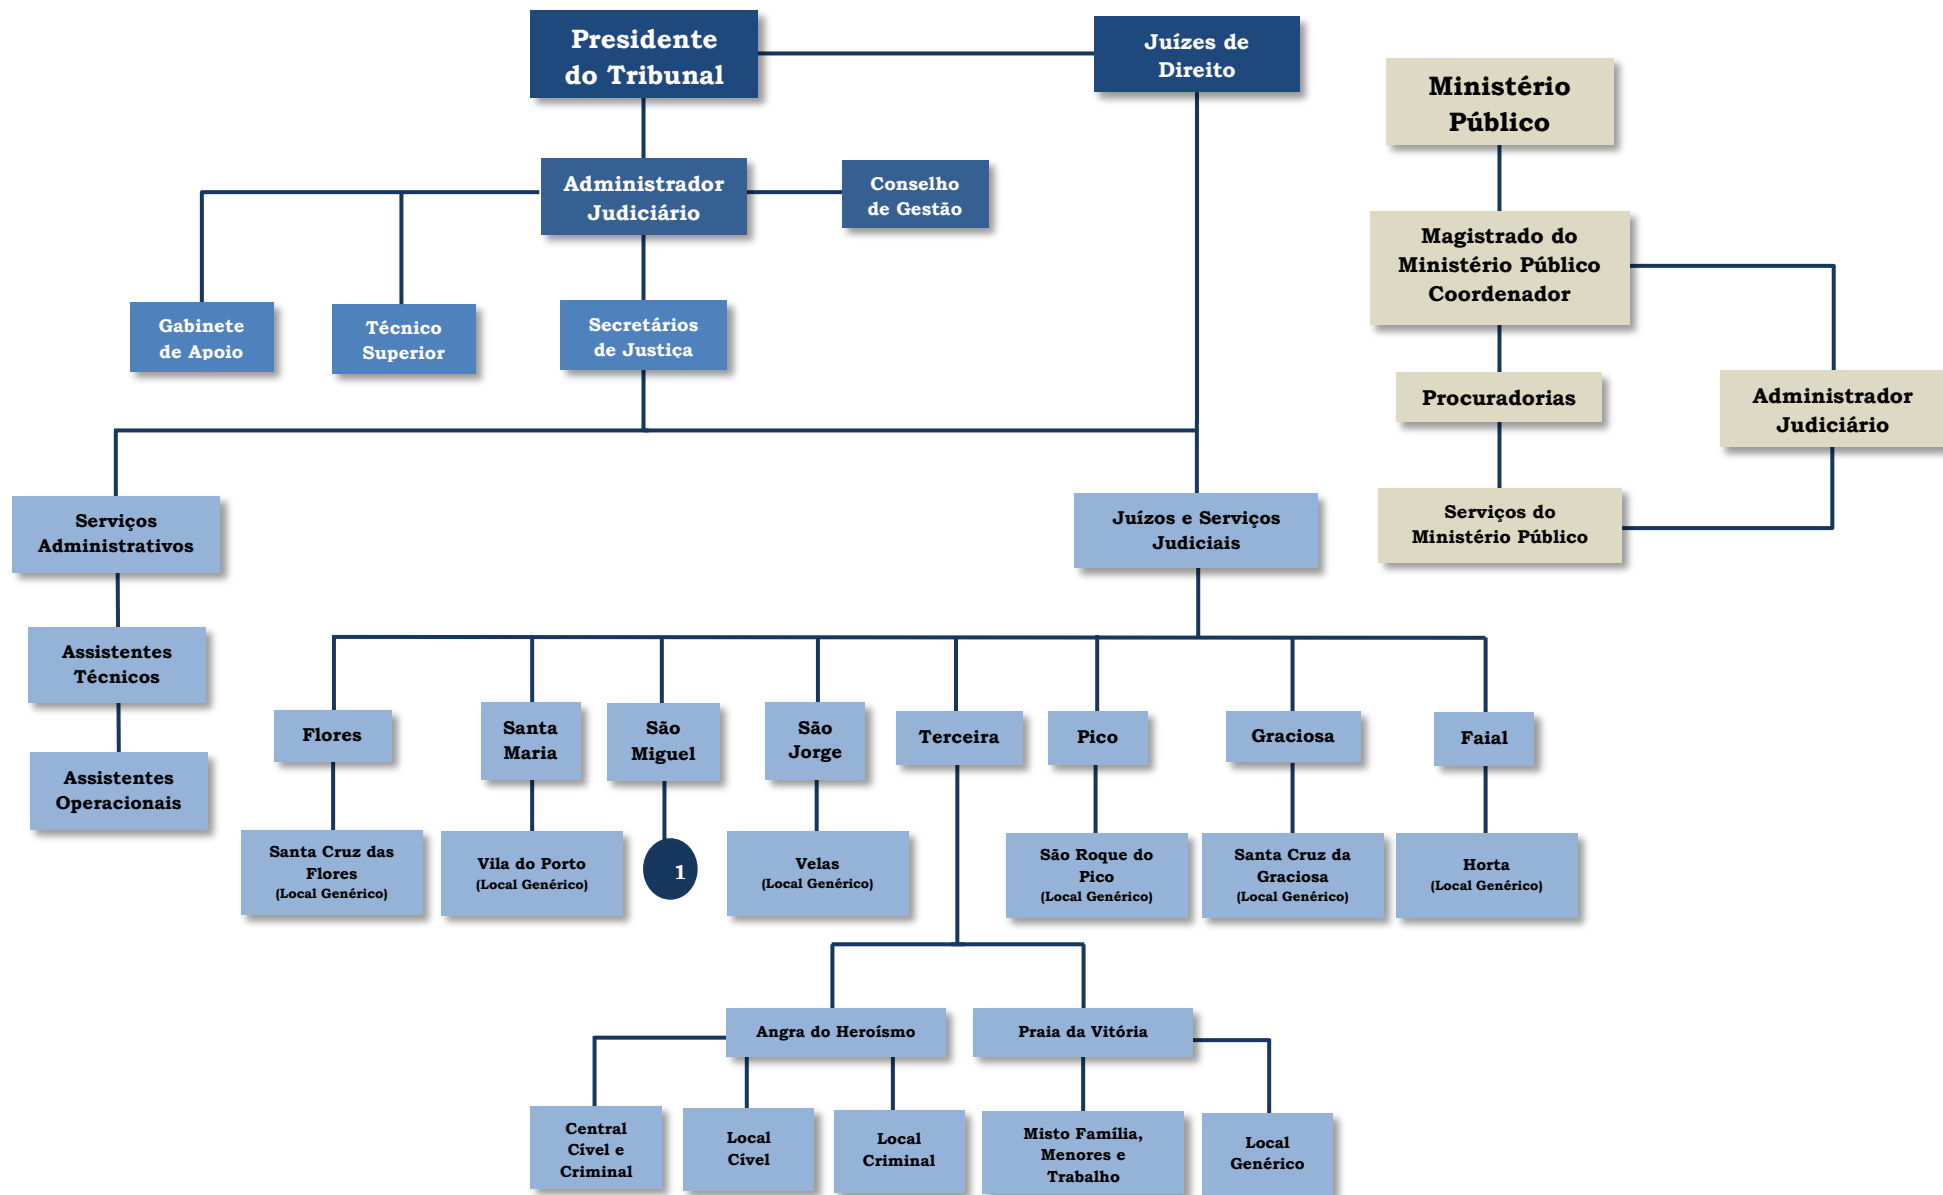 Presidente
do Tribunal
Juízes de
Direito
Ministério
Público
Administrador
Judiciário
Conselho
de Gestão
Magistrado do
Ministério Público
Coordenador
Gabinete
de Apoio
Técnico
Superior
Secretários
de Justiça
Procuradorias
Administrador
Judiciário
Serviços
Administrativos
Juízos e Serviços
Judiciais
Serviços do
Ministério Público
Assistentes
Técnicos
Assistentes
Operacionais
Flores
Santa
Maria
São
Miguel
São
Jorge
Terceira
Pico
Graciosa
Faial
Santa Cruz das
Flores
(Local Genérico)
Vila do Porto
(Local Genérico)
1
Velas
(Local Genérico)
São Roque do
Pico
(Local Genérico)
Santa Cruz da
Graciosa
(Local Genérico)
Horta
(Local Genérico)
Angra do Heroísmo
Praia da Vitória
Central
Cível e
Criminal
Local
Cível
Local
Criminal
Misto Família,
Menores e
Trabalho
Local
Genérico